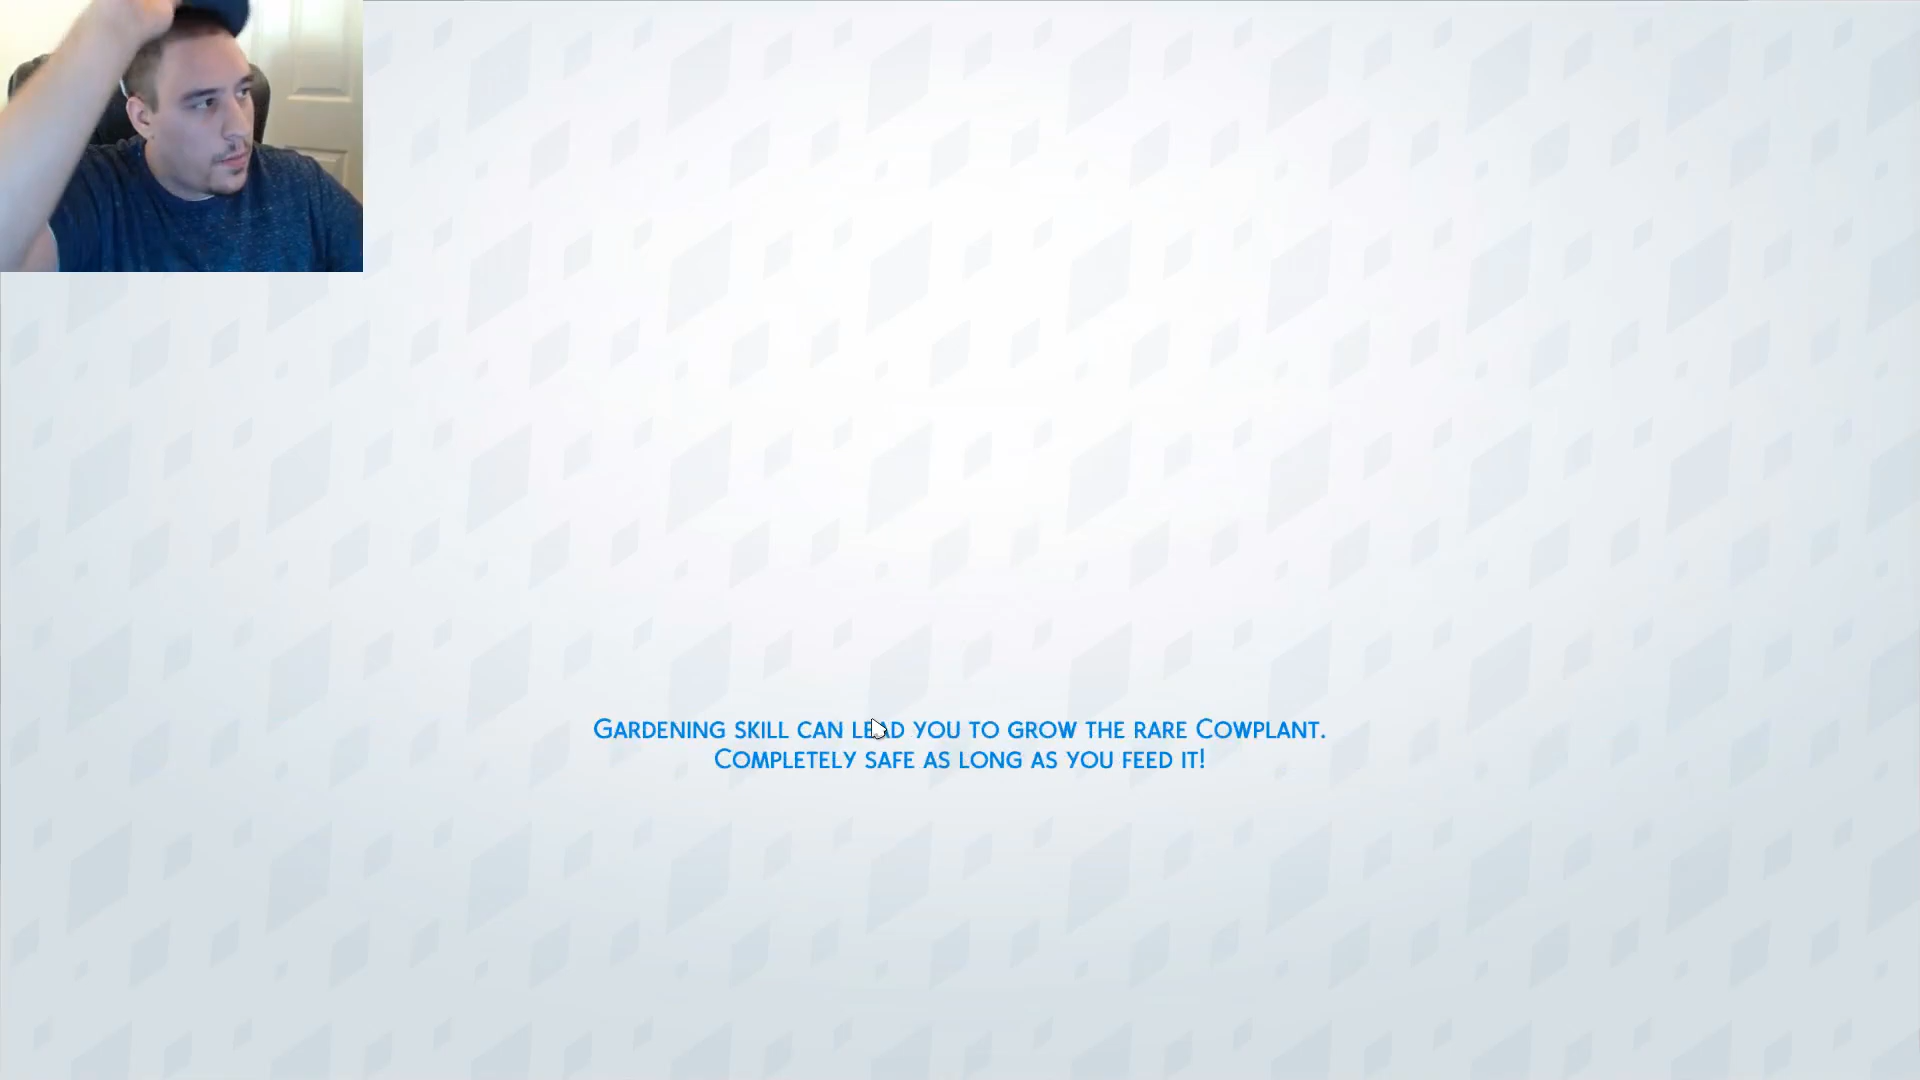 Gardening skill can lead you to grow the rare Cowplant.
Completely safe as long as you feed it!